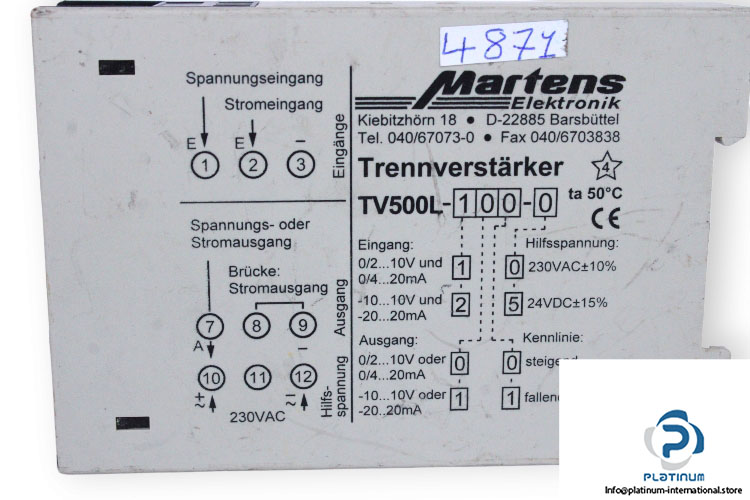 4871
Martens
Elektronik
Kiebitzhörn 18 • D-22885 Barsbüttel
Tel. 040/67073-0 • Fax 040/6703838
Trennverstärker 4
TV500L-100-0 ta 50°C
CE
Eingang:
0/2...10V und
0/4...20mA
1
-10...10V und
-20...20mA
2
Hilfsspannung:
0 230VAC±10%
5 24VDC±15%
Ausgang:
0/2...10V oder
0/4...20mA
0
-10...10V oder
-20...20mA
1
Kennlinie:
0 steigend
1
Spannungseingang
Stromeingang
E E –
1 2 3
Eingänge
Spannungs- oder
Stromausgang
Brücke:
Stromausgang
7 8 9
A –
Ausgang
10 11 12
+ –
~ ~
230VAC
Hilfs-
spannung
P
PLATINUM
Info@platinum-international.store